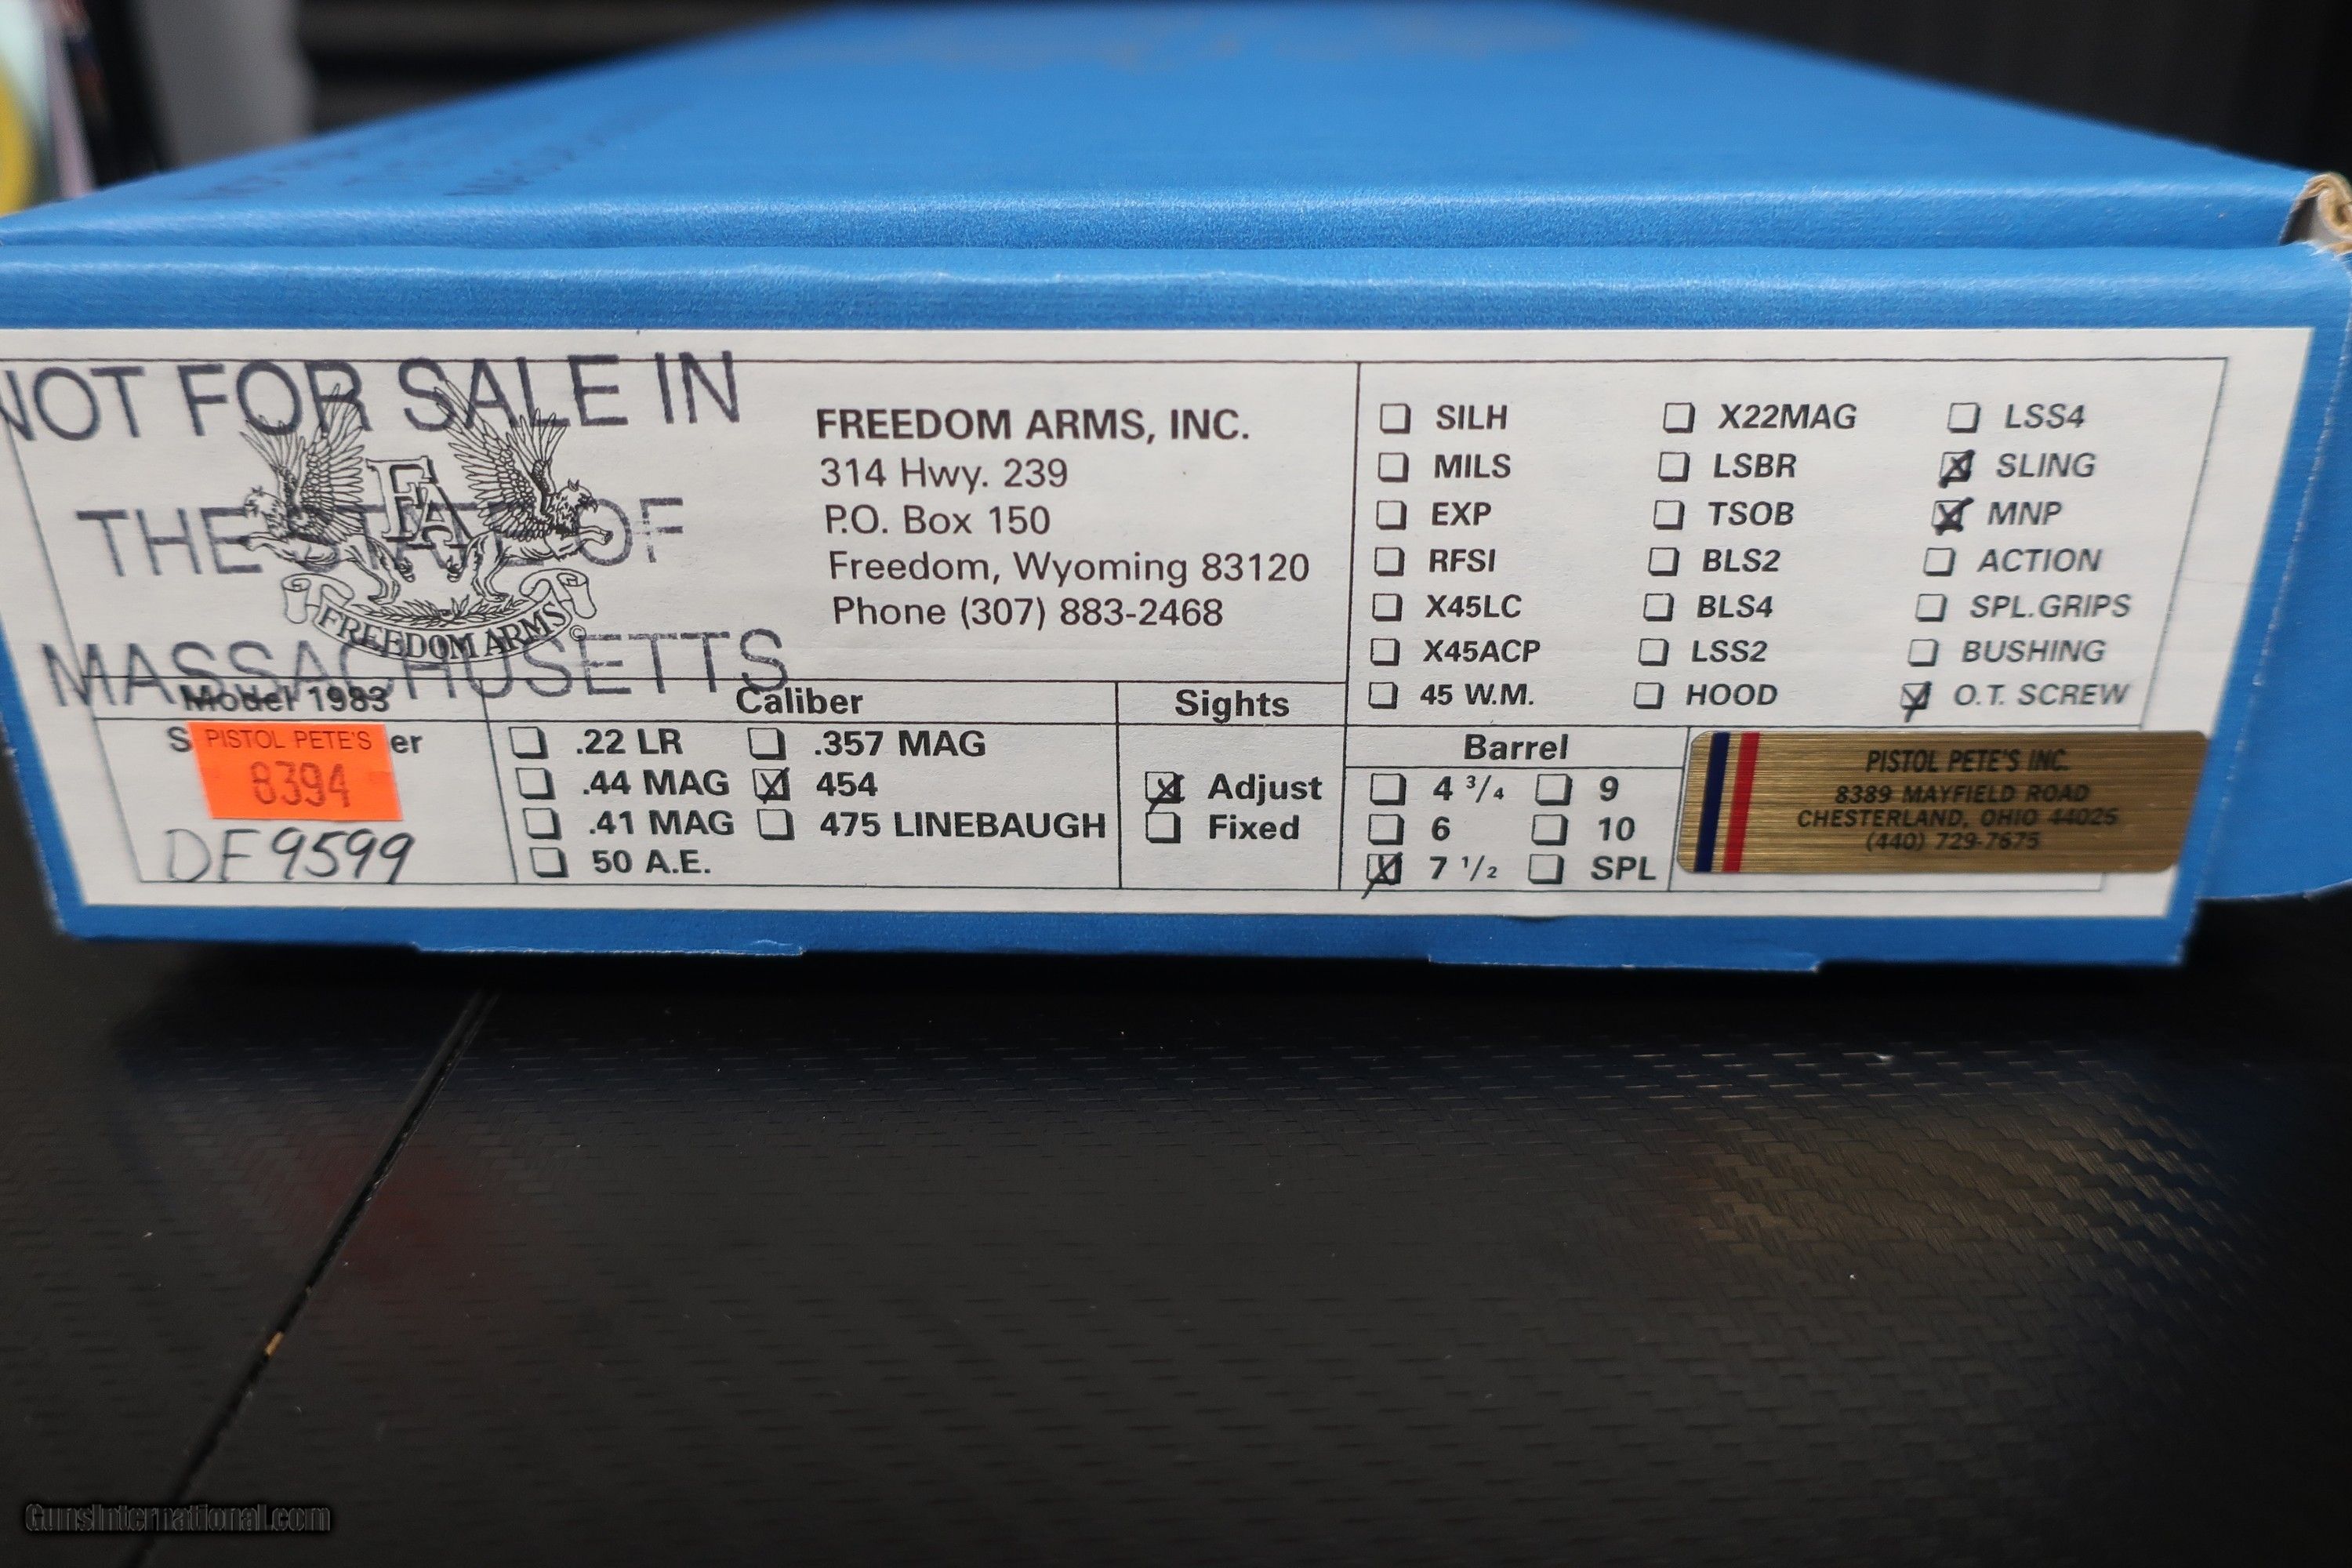 NOT FOR SALE IN
THE STATE OF
MASSACHUSETTS
FA
FREEDOM ARMS ©
FREEDOM ARMS, INC.
314 Hwy. 239
P.O. Box 150
Freedom, Wyoming 83120
Phone (307) 883-2468
SILH
MILS
EXP
RFSI
X45LC
X45ACP
45 W.M.
X22MAG
LSBR
TSOB
BLS2
BLS4
LSS2
HOOD
LSS4
SLING
MNP
ACTION
SPL.GRIPS
BUSHING
O.T. SCREW
Model 1983
S er
PISTOL PETE'S
8394
DF9599
Caliber
.22 LR .357 MAG
.44 MAG 454
.41 MAG 475 LINEBAUGH
50 A.E.
Sights
Adjust
Fixed
Barrel
4 3/4 9
6 10
7 1/2 SPL
PISTOL PETE'S INC.
8389 MAYFIELD ROAD
CHESTERLAND, OHIO 44025
(440) 729-7675
GunsInternational.com